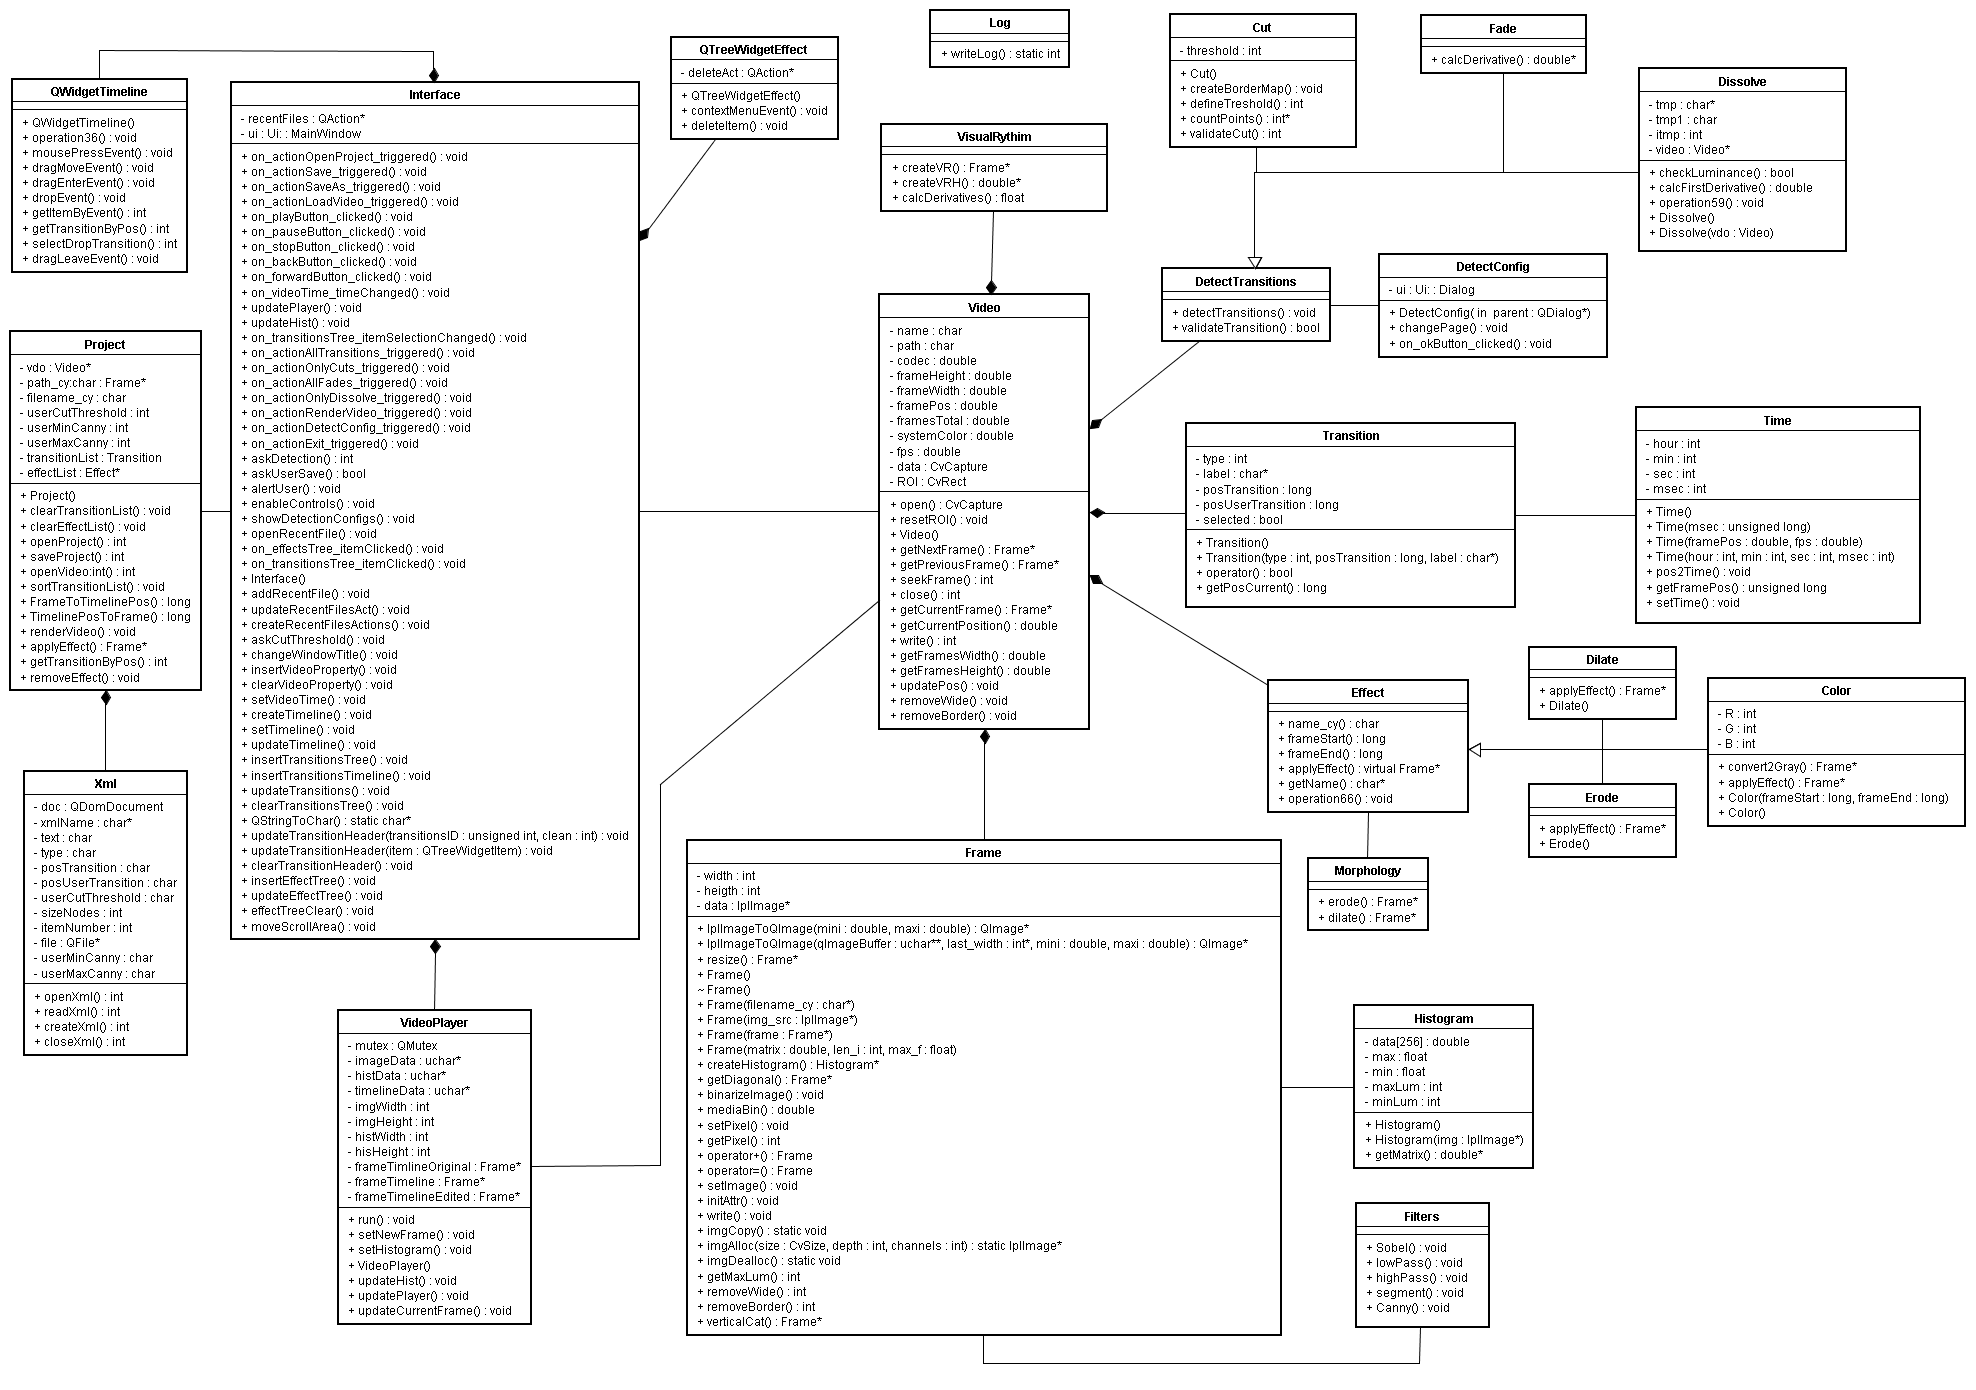 Log
+ writeLog() : static int
Cut
- threshold : int
+ Cut()
+ createBorderMap() : void
+ defineTreshold() : int
+ countPoints() : int*
+ validateCut() : int
Fade
+ calcDerivative() : double*
QTreeWidgetEffect
- deleteAct : QAction*
+ QTreeWidgetEffect()
+ contextMenuEvent() : void
+ deleteItem() : void
Dissolve
- tmp : char*
- tmp1 : char
- itmp : int
- video : Video*
+ checkLuminance() : bool
+ calcFirstDerivative() : double
+ operation59() : void
+ Dissolve()
+ Dissolve(vdo : Video)
QWidgetTimeline
+ QWidgetTimeline()
+ operation36() : void
+ mousePressEvent() : void
+ dragMoveEvent() : void
+ dragEnterEvent() : void
+ dropEvent() : void
+ getItemByEvent() : int
+ getTransitionByPos() : int
+ selectDropTransition() : int
+ dragLeaveEvent() : void
Interface
- recentFiles : QAction*
- ui : Ui: : MainWindow
+ on_actionOpenProject_triggered() : void
+ on_actionSave_triggered() : void
+ on_actionSaveAs_triggered() : void
+ on_actionLoadVideo_triggered() : void
+ on_playButton_clicked() : void
+ on_pauseButton_clicked() : void
+ on_stopButton_clicked() : void
+ on_backButton_clicked() : void
+ on_forwardButton_clicked() : void
+ on_videoTime_timeChanged() : void
+ updatePlayer() : void
+ updateHist() : void
+ on_transitionsTree_itemSelectionChanged() : void
+ on_actionAllTransitions_triggered() : void
+ on_actionOnlyCuts_triggered() : void
+ on_actionAllFades_triggered() : void
+ on_actionOnlyDissolve_triggered() : void
+ on_actionRenderVideo_triggered() : void
+ on_actionDetectConfig_triggered() : void
+ on_actionExit_triggered() : void
+ askDetection() : int
+ askUserSave() : bool
+ alertUser() : void
+ enableControls() : void
+ showDetectionConfigs() : void
+ openRecentFile() : void
+ on_effectsTree_itemClicked() : void
+ on_transitionsTree_itemClicked() : void
+ Interface()
+ addRecentFile() : void
+ updateRecentFilesAct() : void
+ createRecentFilesActions() : void
+ askCutThreshold() : void
+ changeWindowTitle() : void
+ insertVideoProperty() : void
+ clearVideoProperty() : void
+ setVideoTime() : void
+ createTimeline() : void
+ setTimeline() : void
+ updateTimeline() : void
+ insertTransitionsTree() : void
+ insertTransitionsTimeline() : void
+ updateTransitions() : void
+ clearTransitionsTree() : void
+ QStringToChar() : static char*
+ updateTransitionHeader(transitionsID : unsigned int, clean : int) : void
+ updateTransitionHeader(item : QTreeWidgetItem) : void
+ clearTransitionHeader() : void
+ insertEffectTree() : void
+ updateEffectTree() : void
+ effectTreeClear() : void
+ moveScrollArea() : void
VisualRythim
+ createVR() : Frame*
+ createVRH() : double*
+ calcDerivatives() : float
DetectTransitions
+ detectTransitions() : void
+ validateTransition() : bool
DetectConfig
- ui : Ui: : Dialog
+ DetectConfig( in  parent : QDialog*)
+ changePage() : void
+ on_okButton_clicked() : void
Video
- name : char
- path : char
- codec : double
- frameHeight : double
- frameWidth : double
- framePos : double
- framesTotal : double
- systemColor : double
- fps : double
- data : CvCapture
- ROI : CvRect
+ open() : CvCapture
+ resetROI() : void
+ Video()
+ getNextFrame() : Frame*
+ getPreviousFrame() : Frame*
+ seekFrame() : int
+ close() : int
+ getCurrentFrame() : Frame*
+ getCurrentPosition() : double
+ write() : int
+ getFramesWidth() : double
+ getFramesHeight() : double
+ updatePos() : void
+ removeWide() : void
+ removeBorder() : void
Project
- vdo : Video*
- path_cy:char : Frame*
- filename_cy : char
- userCutThreshold : int
- userMinCanny : int
- userMaxCanny : int
- transitionList : Transition
- effectList : Effect*
+ Project()
+ clearTransitionList() : void
+ clearEffectList() : void
+ openProject() : int
+ saveProject() : int
+ openVideo:int() : int
+ sortTransitionList() : void
+ FrameToTimelinePos() : long
+ TimelinePosToFrame() : long
+ renderVideo() : void
+ applyEffect() : Frame*
+ getTransitionByPos() : int
+ removeEffect() : void
Transition
- type : int
- label : char*
- posTransition : long
- posUserTransition : long
- selected : bool
+ Transition()
+ Transition(type : int, posTransition : long, label : char*)
+ operator() : bool
+ getPosCurrent() : long
Time
- hour : int
- min : int
- sec : int
- msec : int
+ Time()
+ Time(msec : unsigned long)
+ Time(framePos : double, fps : double)
+ Time(hour : int, min : int, sec : int, msec : int)
+ pos2Time() : void
+ getFramePos() : unsigned long
+ setTime() : void
Dilate
+ applyEffect() : Frame*
+ Dilate()
Effect
+ name_cy() : char
+ frameStart() : long
+ frameEnd() : long
+ applyEffect() : virtual Frame*
+ getName() : char*
+ operation66() : void
Color
- R : int
- G : int
- B : int
+ convert2Gray() : Frame*
+ applyEffect() : Frame*
+ Color(frameStart : long, frameEnd : long)
+ Color()
Erode
+ applyEffect() : Frame*
+ Erode()
Morphology
+ erode() : Frame*
+ dilate() : Frame*
Xml
- doc : QDomDocument
- xmlName : char*
- text : char
- type : char
- posTransition : char
- posUserTransition : char
- userCutThreshold : char
- sizeNodes : int
- itemNumber : int
- file : QFile*
- userMinCanny : char
- userMaxCanny : char
+ openXml() : int
+ readXml() : int
+ createXml() : int
+ closeXml() : int
Frame
- width : int
- heigth : int
- data : IplImage*
+ IplImageToQImage(mini : double, maxi : double) : QImage*
+ IplImageToQImage(qImageBuffer : uchar**, last_width : int*, mini : double, maxi : double) : QImage*
+ resize() : Frame*
+ Frame()
~ Frame()
+ Frame(filename_cy : char*)
+ Frame(img_src : IplImage*)
+ Frame(frame : Frame*)
+ Frame(matrix : double, len_i : int, max_f : float)
+ createHistogram() : Histogram*
+ getDiagonal() : Frame*
+ binarizeImage() : void
+ mediaBin() : double
+ setPixel() : void
+ getPixel() : int
+ operator+() : Frame
+ operator=() : Frame
+ setImage() : void
+ initAttr() : void
+ write() : void
+ imgCopy() : static void
+ imgAlloc(size : CvSize, depth : int, channels : int) : static IplImage*
+ imgDealloc() : static void
+ getMaxLum() : int
+ removeWide() : int
+ removeBorder() : int
+ verticalCat() : Frame*
VideoPlayer
- mutex : QMutex
- imageData : uchar*
- histData : uchar*
- timelineData : uchar*
- imgWidth : int
- imgHeight : int
- histWidth : int
- hisHeight : int
- frameTimlineOriginal : Frame*
- frameTimeline : Frame*
- frameTimelineEdited : Frame*
+ run() : void
+ setNewFrame() : void
+ setHistogram() : void
+ VideoPlayer()
+ updateHist() : void
+ updatePlayer() : void
+ updateCurrentFrame() : void
Histogram
- data[256] : double
- max : float
- min : float
- maxLum : int
- minLum : int
+ Histogram()
+ Histogram(img : IplImage*)
+ getMatrix() : double*
Filters
+ Sobel() : void
+ lowPass() : void
+ highPass() : void
+ segment() : void
+ Canny() : void